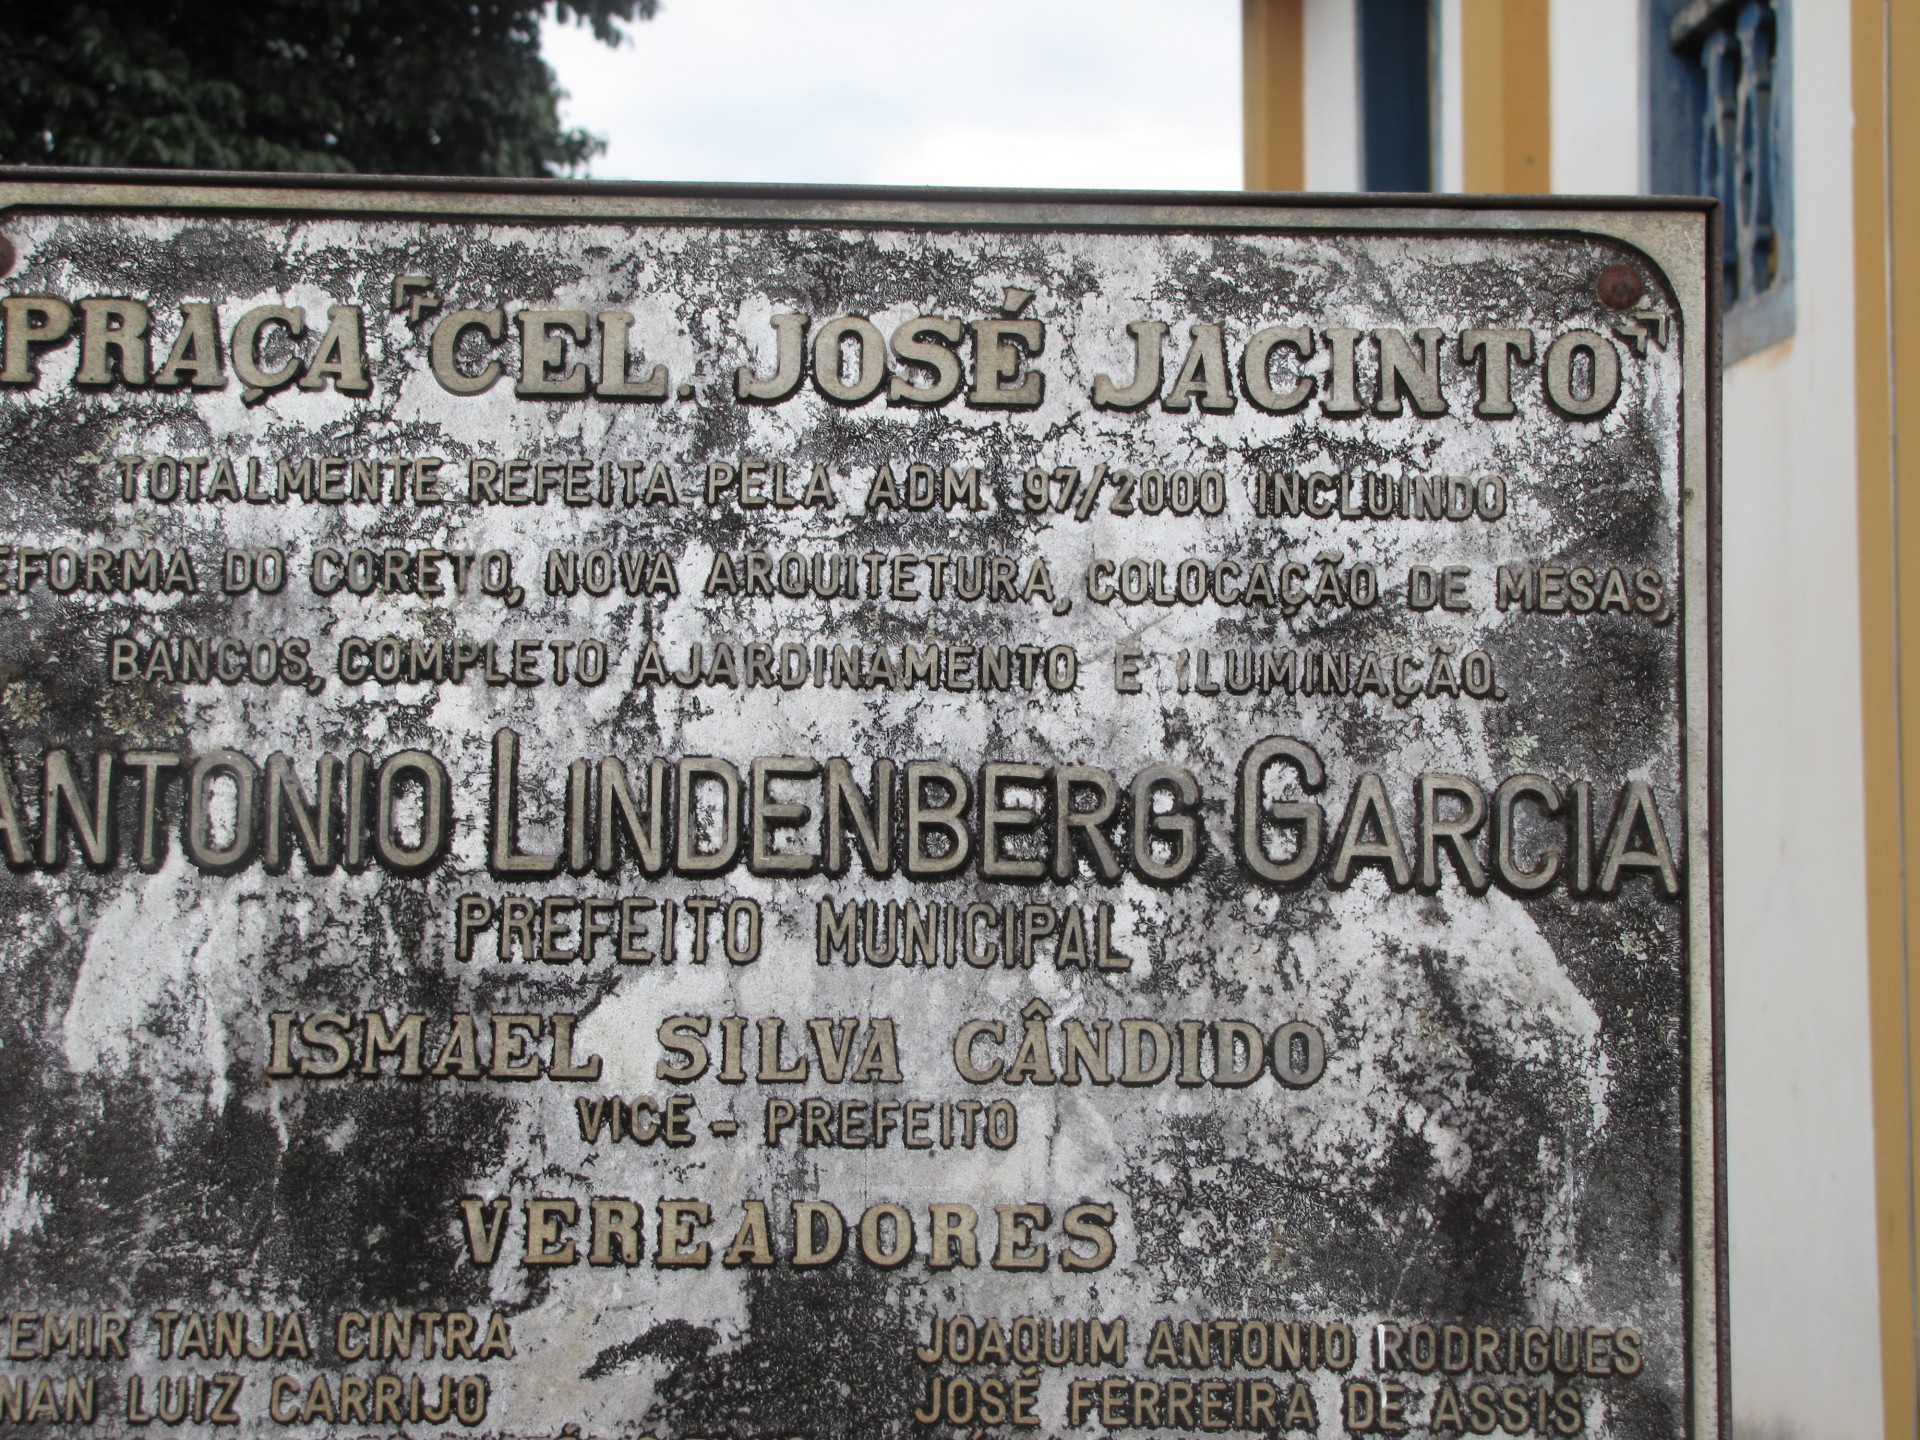 PRAÇA "CEL. JOSÉ JACINTO"
TOTALMENTE REFEITA PELA ADM. 97/2000 INCLUINDO
EFORMA DO CORETO, NOVA ARQUITETURA, COLOCAÇÃO DE MESAS,
BANCOS, COMPLETO AJARDINAMENTO E ILUMINAÇÃO.
ANTONIO LINDENBERG GARCIA
PREFEITO MUNICIPAL
ISMAEL SILVA CÂNDIDO
VICE - PREFEITO
VEREADORES
EMIR TANJA CINTRA JOAQUIM ANTONIO RODRIGUES
NAN LUIZ CARRIJO JOSÉ FERREIRA DE ASSIS